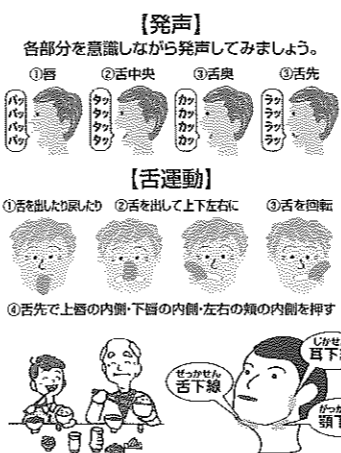 【発声】
各部分を意識しながら発声してみましょう。
①唇 ②舌中央 ③舌奥 ③舌先
パッ パッ パッ パッ
タッ タッ タッ タッ
カッ カッ カッ カッ
ラッ ラッ ラッ ラッ
【舌運動】
①舌を出したり戻したり ②舌を出して上下左右に ③舌を回転
④舌先で上唇の内側・下唇の内側・左右の頬の内側を押す
じかせん
耳下
ぜっかせん
舌下線
がっか
顎下